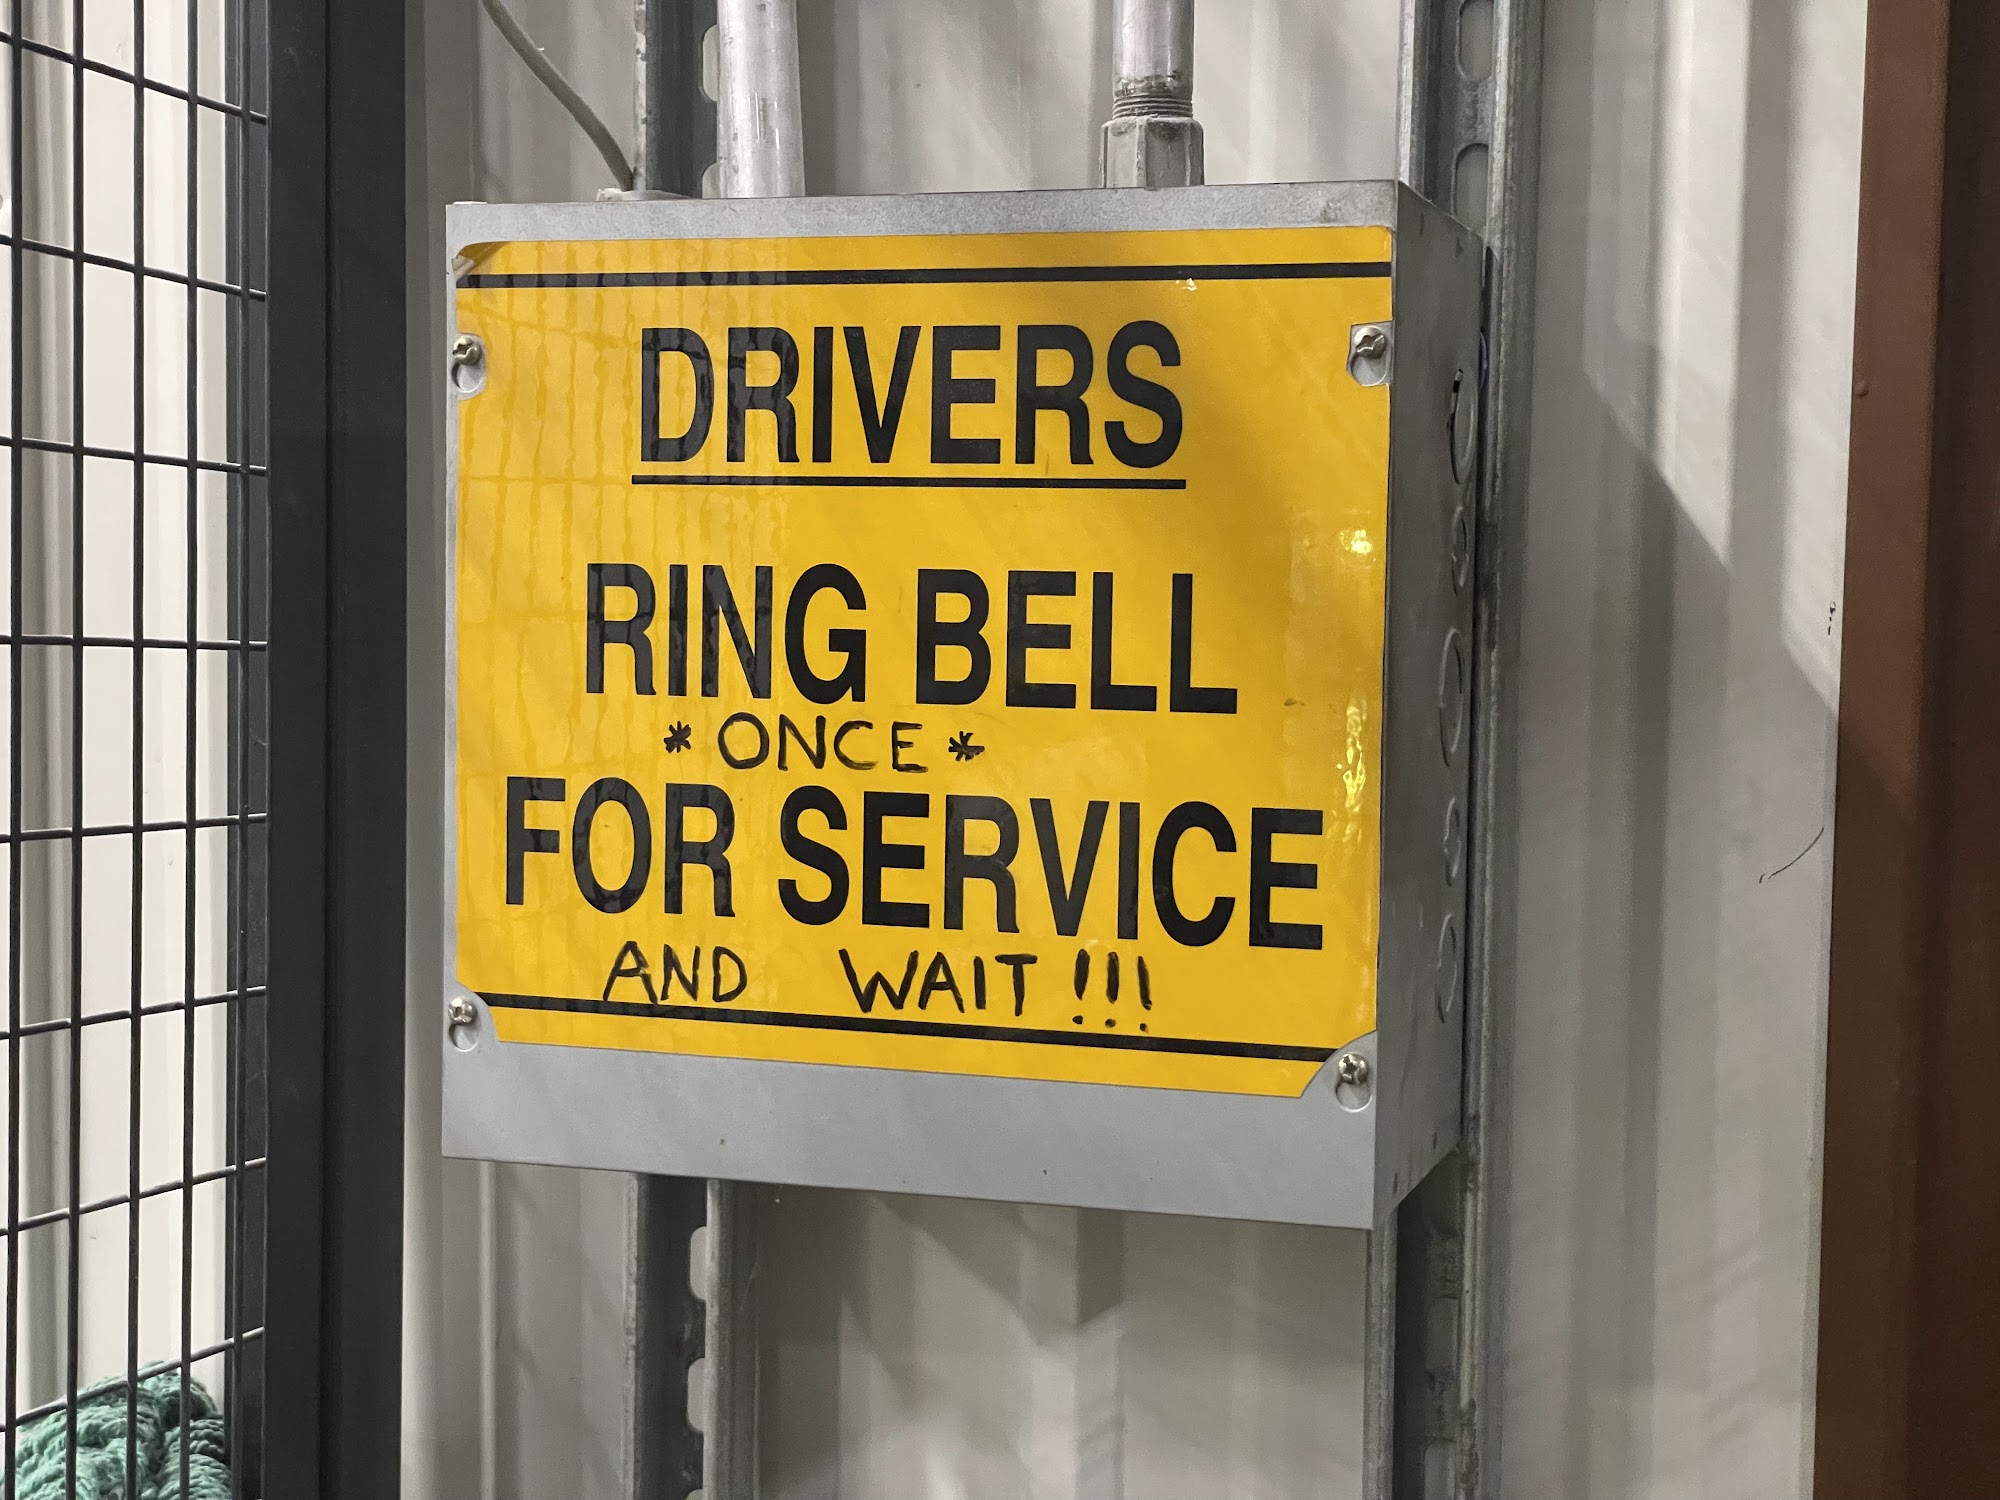 DRIVERS
RING BELL
* ONCE *
FOR SERVICE
AND WAIT !!!